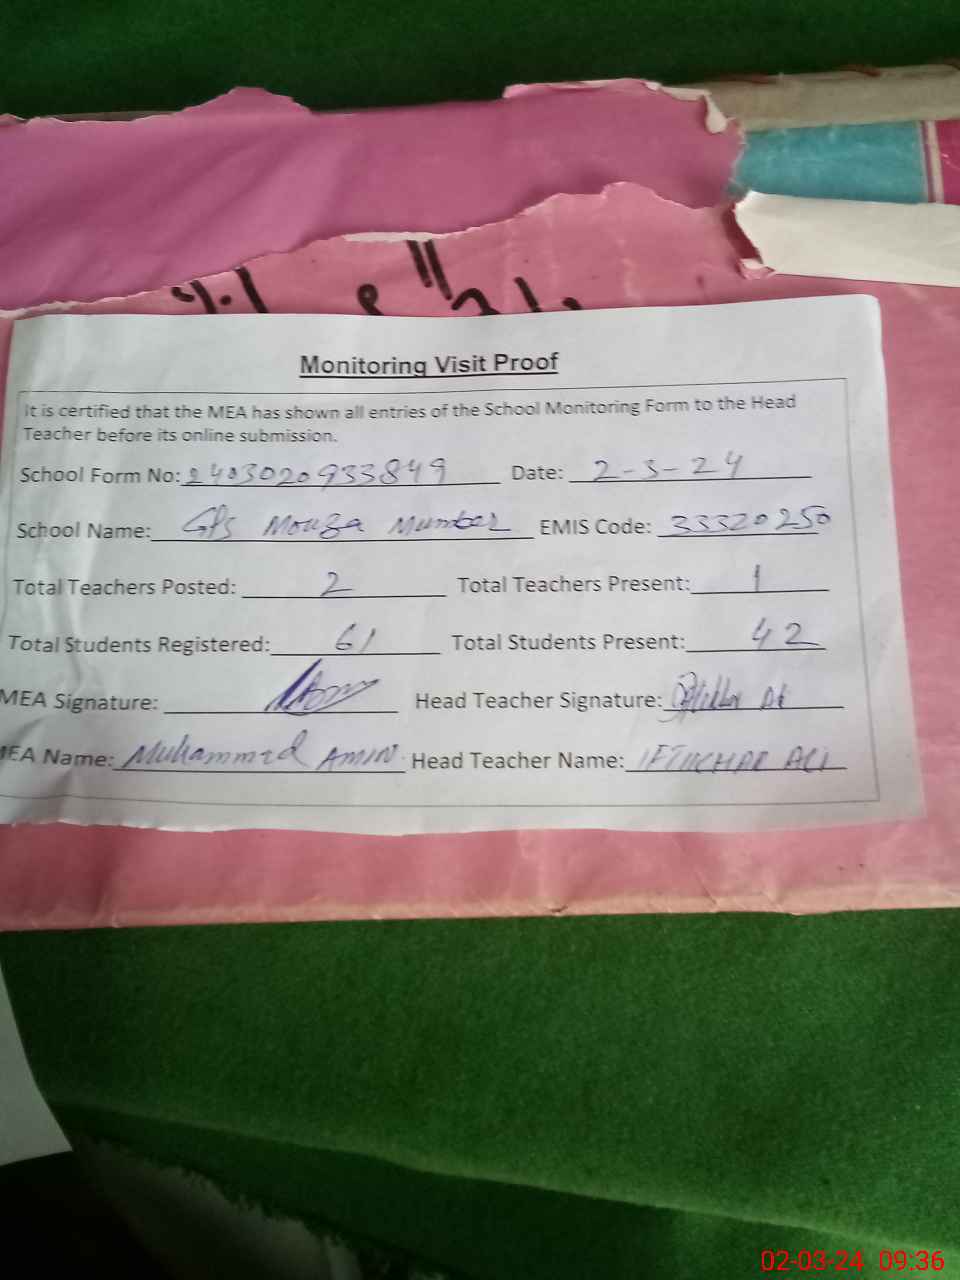 Monitoring Visit Proof
It is certified that the MEA has shown all entries of the School Monitoring Form to the Head
Teacher before its online submission.
School Form No: 2403020933849 Date: 2-3-24
School Name: GPS Mouza Mumber EMIS Code: 33320250
Total Teachers Posted: 2 Total Teachers Present: 1
Total Students Registered: 61 Total Students Present: 42
MEA Signature: Head Teacher Signature:
MEA Name: Muhammad AMIN Head Teacher Name: IFTIKHAR ALI
02-03-24 09:36